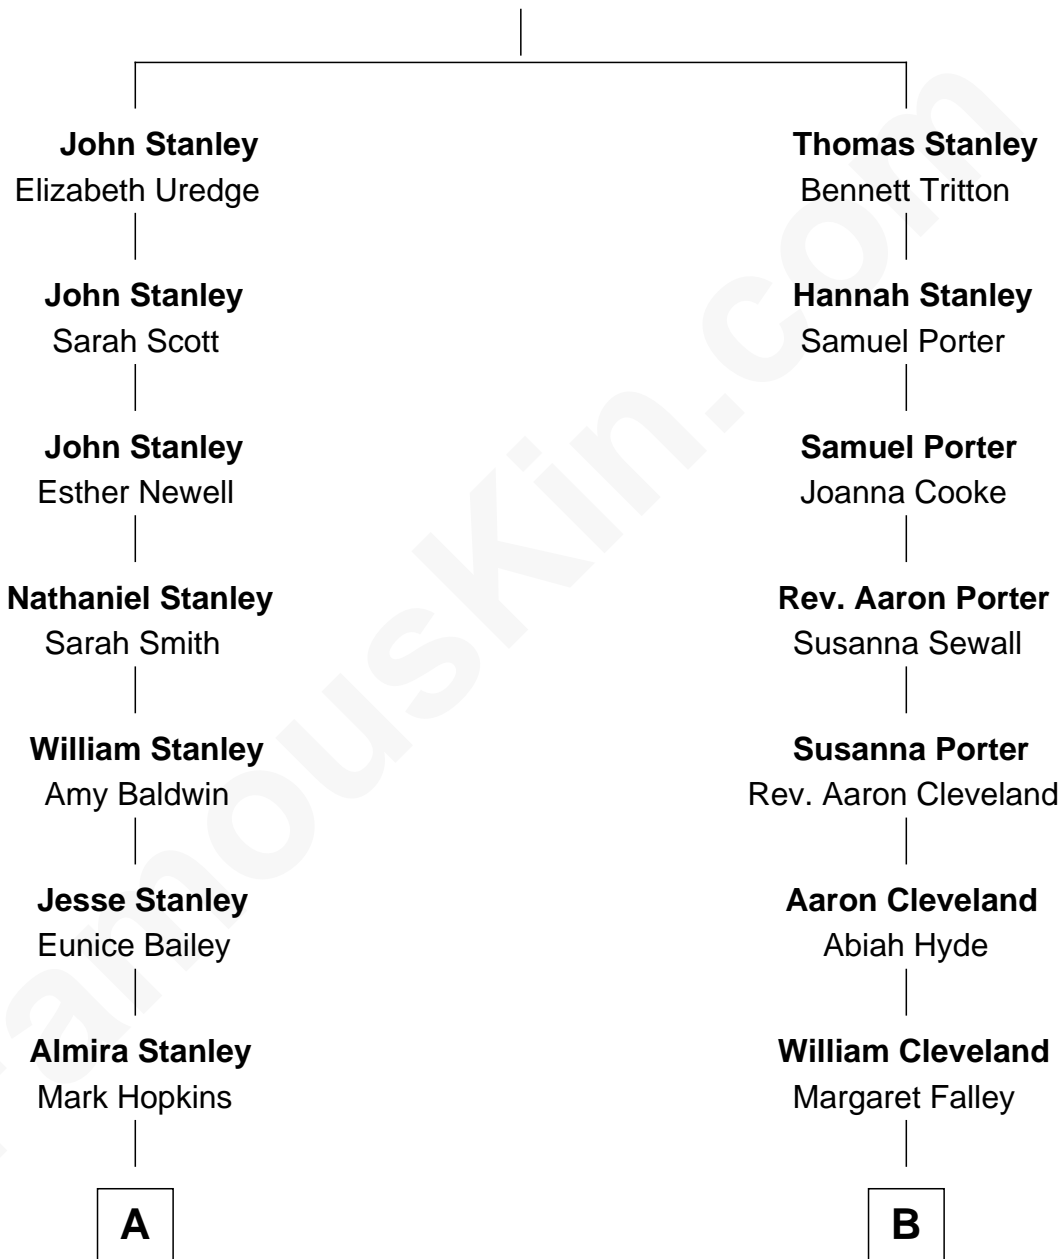 John Stanley
Elizabeth Uredge
John Stanley
Sarah Scott
John Stanley
Esther Newell
Nathaniel Stanley
Sarah Smith
William Stanley
Amy Baldwin
Jesse Stanley
Eunice Bailey
Almira Stanley
Mark Hopkins
A
Thomas Stanley
Bennett Tritton
Hannah Stanley
Samuel Porter
Samuel Porter
Joanna Cooke
Rev. Aaron Porter
Susanna Sewall
Susanna Porter
Rev. Aaron Cleveland
Aaron Cleveland
Abiah Hyde
William Cleveland
Margaret Falley
B
FamousKin.com